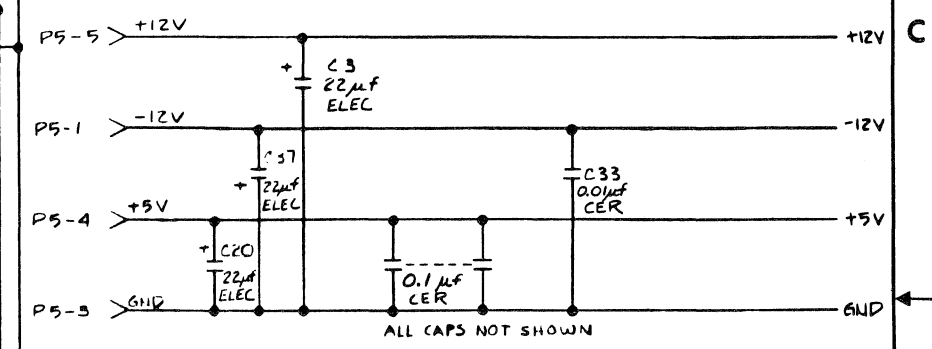 P5-5 +12V +12V C
+ C3
22µf
ELEC
P5-1 -12V -12V
C37 C33
+ 22µf 0.01µf
ELEC CER
P5-4 +5V +5V
+ C20
22µf 0.1µf
ELEC CER
P5-3 GND GND
ALL CAPS NOT SHOWN